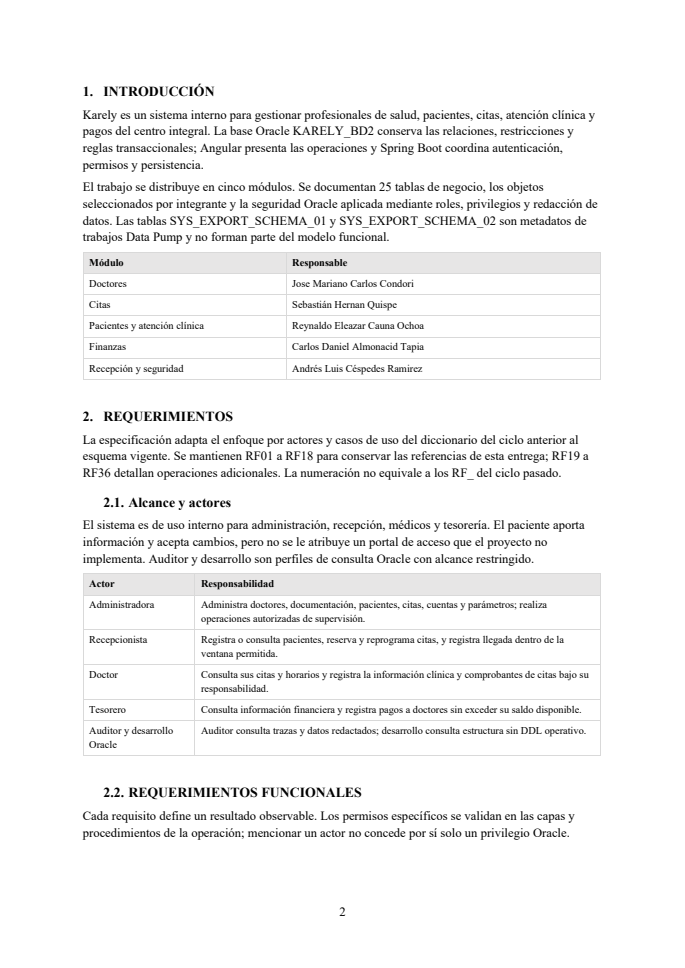 1. INTRODUCCIÓN
Karely es un sistema interno para gestionar profesionales de salud, pacientes, citas, atención clínica y
pagos del centro integral. La base Oracle KARELY_BD2 conserva las relaciones, restricciones y
reglas transaccionales; Angular presenta las operaciones y Spring Boot coordina autenticación,
permisos y persistencia.
El trabajo se distribuye en cinco módulos. Se documentan 25 tablas de negocio, los objetos
seleccionados por integrante y la seguridad Oracle aplicada mediante roles, privilegios y redacción de
datos. Las tablas SYS_EXPORT_SCHEMA_01 y SYS_EXPORT_SCHEMA_02 son metadatos de
trabajos Data Pump y no forman parte del modelo funcional.
Módulo Responsable
Doctores Jose Mariano Carlos Condori
Citas Sebastián Hernan Quispe
Pacientes y atención clínica Reynaldo Eleazar Cauna Ochoa
Finanzas Carlos Daniel Almonacid Tapia
Recepción y seguridad Andrés Luis Céspedes Ramirez
2. REQUERIMIENTOS
La especificación adapta el enfoque por actores y casos de uso del diccionario del ciclo anterior al
esquema vigente. Se mantienen RF01 a RF18 para conservar las referencias de esta entrega; RF19 a
RF36 detallan operaciones adicionales. La numeración no equivale a los RF_ del ciclo pasado.
2.1. Alcance y actores
El sistema es de uso interno para administración, recepción, médicos y tesorería. El paciente aporta
información y acepta cambios, pero no se le atribuye un portal de acceso que el proyecto no
implementa. Auditor y desarrollo son perfiles de consulta Oracle con alcance restringido.
Actor Responsabilidad
Administradora Administra doctores, documentación, pacientes, citas, cuentas y parámetros; realiza
operaciones autorizadas de supervisión.
Recepcionista Registra o consulta pacientes, reserva y reprograma citas, y registra llegada dentro de la
ventana permitida.
Doctor Consulta sus citas y horarios y registra la información clínica y comprobantes de citas bajo su
responsabilidad.
Tesorero Consulta información financiera y registra pagos a doctores sin exceder su saldo disponible.
Auditor y desarrollo Auditor consulta trazas y datos redactados; desarrollo consulta estructura sin DDL operativo.
Oracle
2.2. REQUERIMIENTOS FUNCIONALES
Cada requisito define un resultado observable. Los permisos específicos se validan en las capas y
procedimientos de la operación; mencionar un actor no concede por sí solo un privilegio Oracle.
2